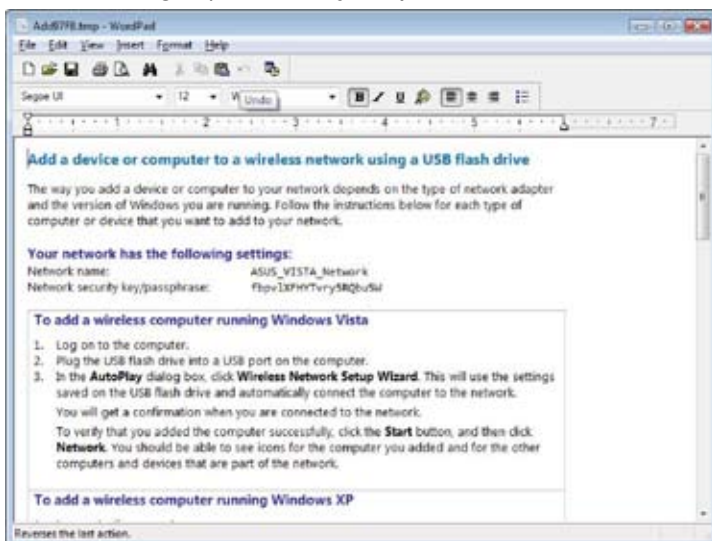 Add87F8.tmp - WordPad
File Edit View Insert Format Help
Segoe UI 12 W Undo
1 2 3 4 5 7
Add a device or computer to a wireless network using a USB flash drive
The way you add a device or computer to your network depends on the type of network adapter
and the version of Windows you are running. Follow the instructions below for each type of
computer or device that you want to add to your network.
Your network has the following settings:
Network name: ASUS_VISTA_Network
Network security key/passphrase:
To add a wireless computer running Windows Vista
1. Log on to the computer.
2. Plug the USB flash drive into a USB port on the computer.
3. In the AutoPlay dialog box, click Wireless Network Setup Wizard. This will use the settings
saved on the USB flash drive and automatically connect the computer to the network.
You will get a confirmation when you are connected to the network.
To verify that you added the computer successfully, click the Start button, and then click
Network. You should be able to see icons for the computer you added and for the other
computers and devices that are part of the network.
To add a wireless computer running Windows XP
Reverses the last action.